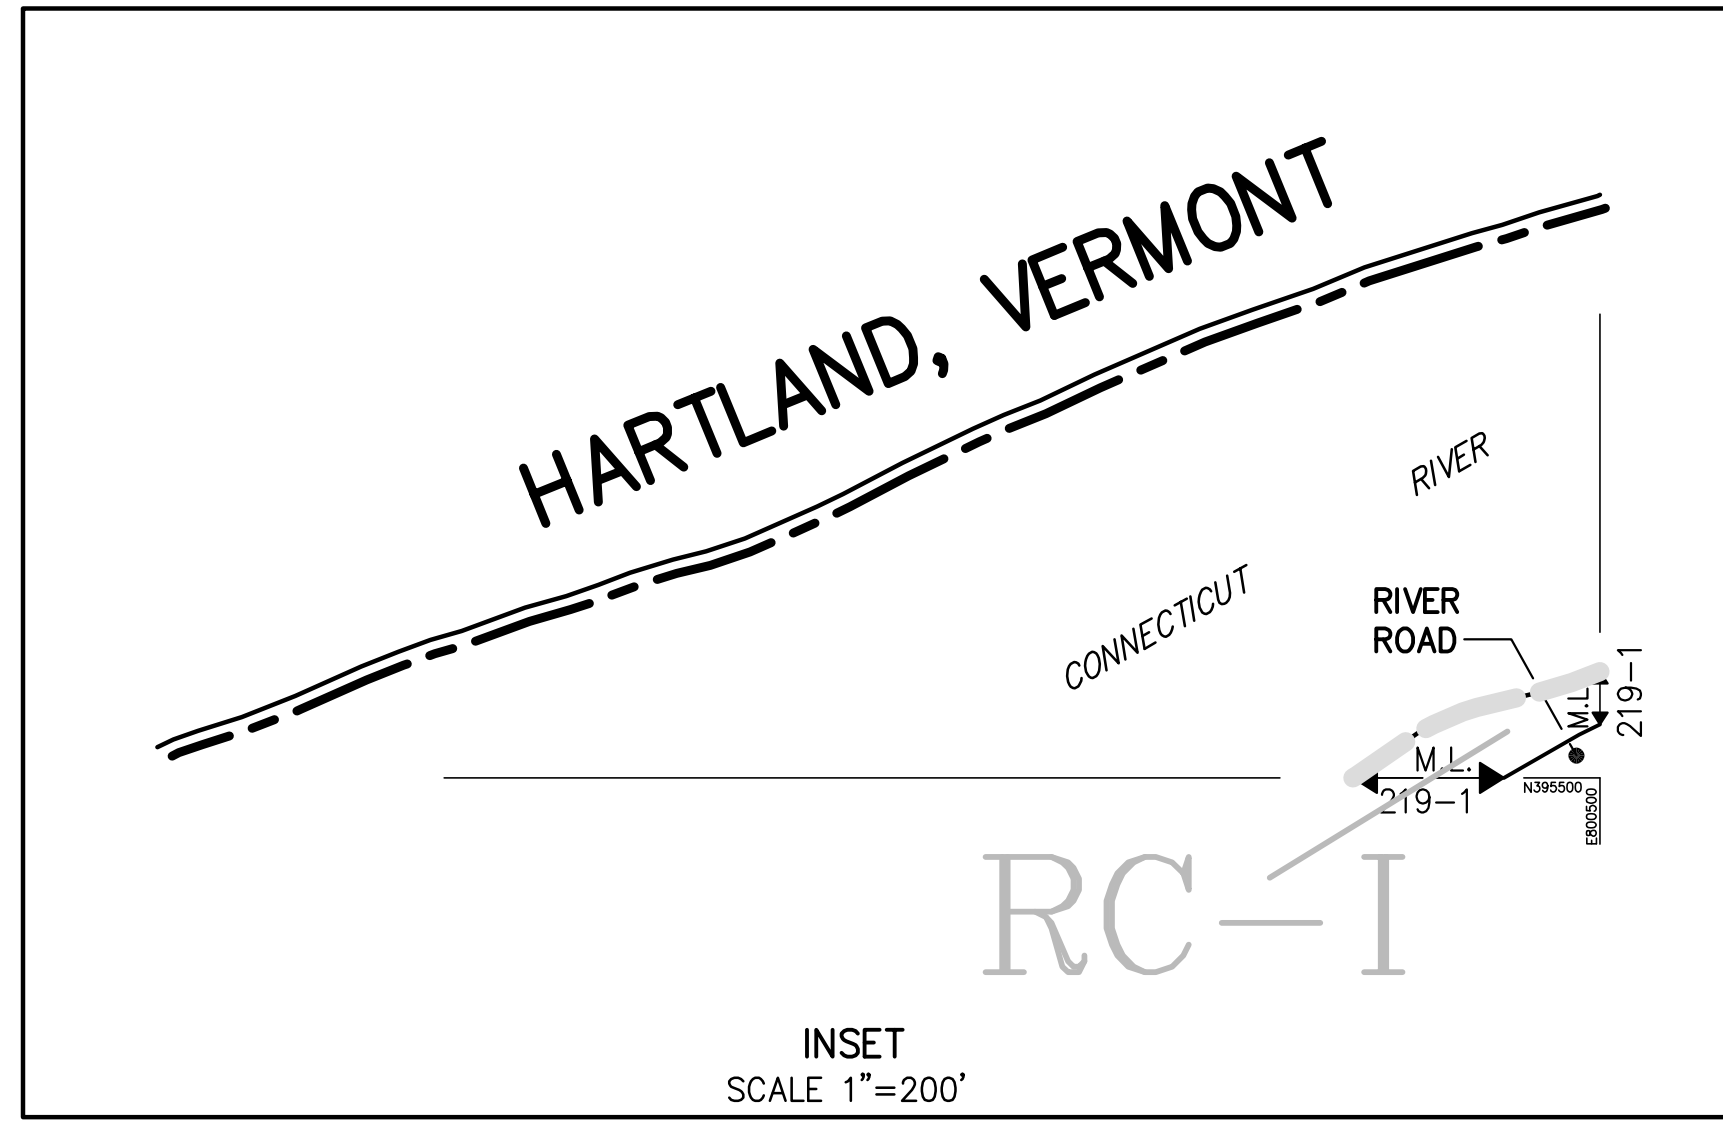 HARTLAND, VERMONT
RIVER
CONNECTICUT
RIVER
ROAD
M.L.
219-1
M.L.
219-1
N395500
E800500
RC-I
INSET
SCALE 1"=200'